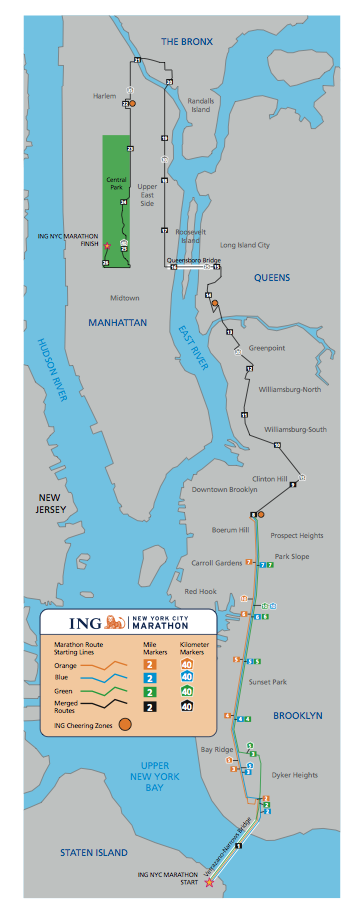 THE BRONX
Harlem
Randalls
Island
Central
Park
Upper
East
Side
ING NYC MARATHON
FINISH
Roosevelt
Island
Long Island City
Queensboro Bridge
QUEENS
Midtown
MANHATTAN
EAST RIVER
HUDSON RIVER
Greenpoint
Williamsburg-North
Williamsburg-South
Clinton Hill
Downtown Brooklyn
NEW
JERSEY
Boerum Hill
Prospect Heights
Park Slope
Carroll Gardens
Red Hook
ING NEW YORK CITY
MARATHON
Marathon Route
Starting Lines
Mile
Markers
Kilometer
Markers
Orange 2 40
Blue 2 40
Green 2 40
Merged
Routes 2 40
ING Cheering Zones
Sunset Park
BROOKLYN
Bay Ridge
Dyker Heights
UPPER
NEW YORK
BAY
Verrazano-Narrows Bridge
STATEN ISLAND
ING NYC MARATHON
START